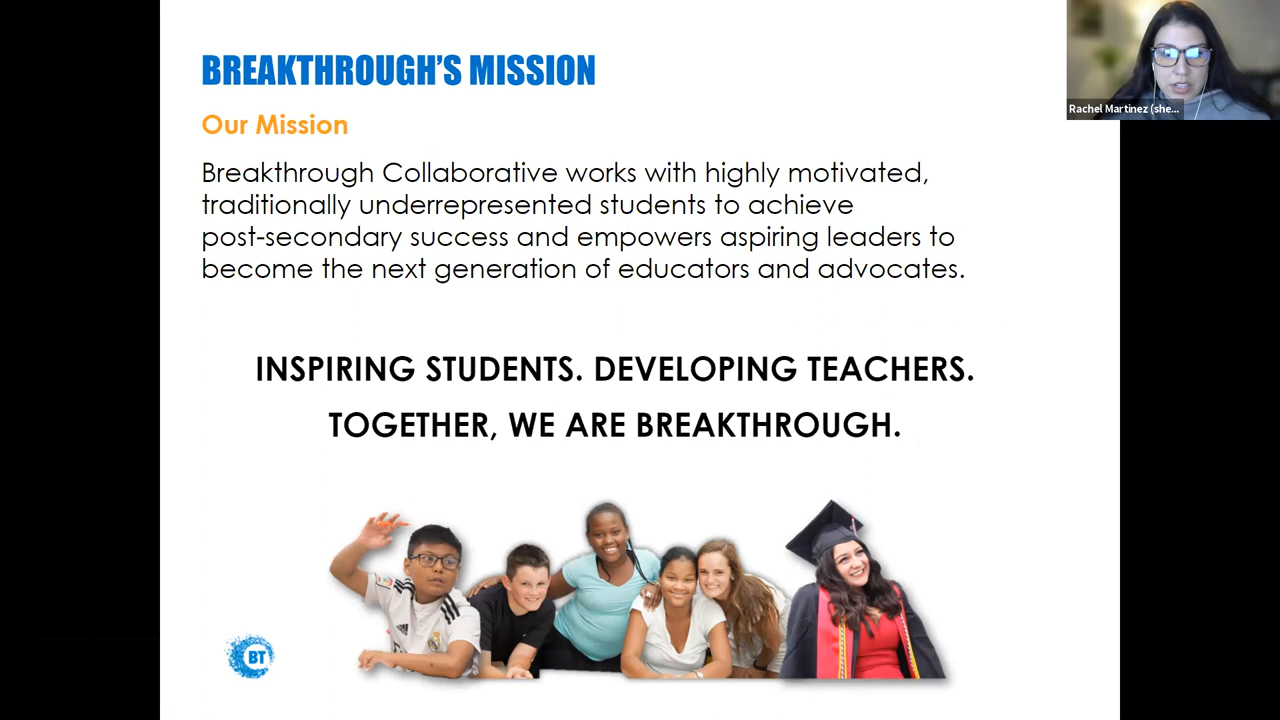 BREAKTHROUGH'S MISSION
Our Mission
Breakthrough Collaborative works with highly motivated,
traditionally underrepresented students to achieve
post-secondary success and empowers aspiring leaders to
become the next generation of educators and advocates.
INSPIRING STUDENTS. DEVELOPING TEACHERS.
TOGETHER, WE ARE BREAKTHROUGH.
BT
Rachel Martinez (she...